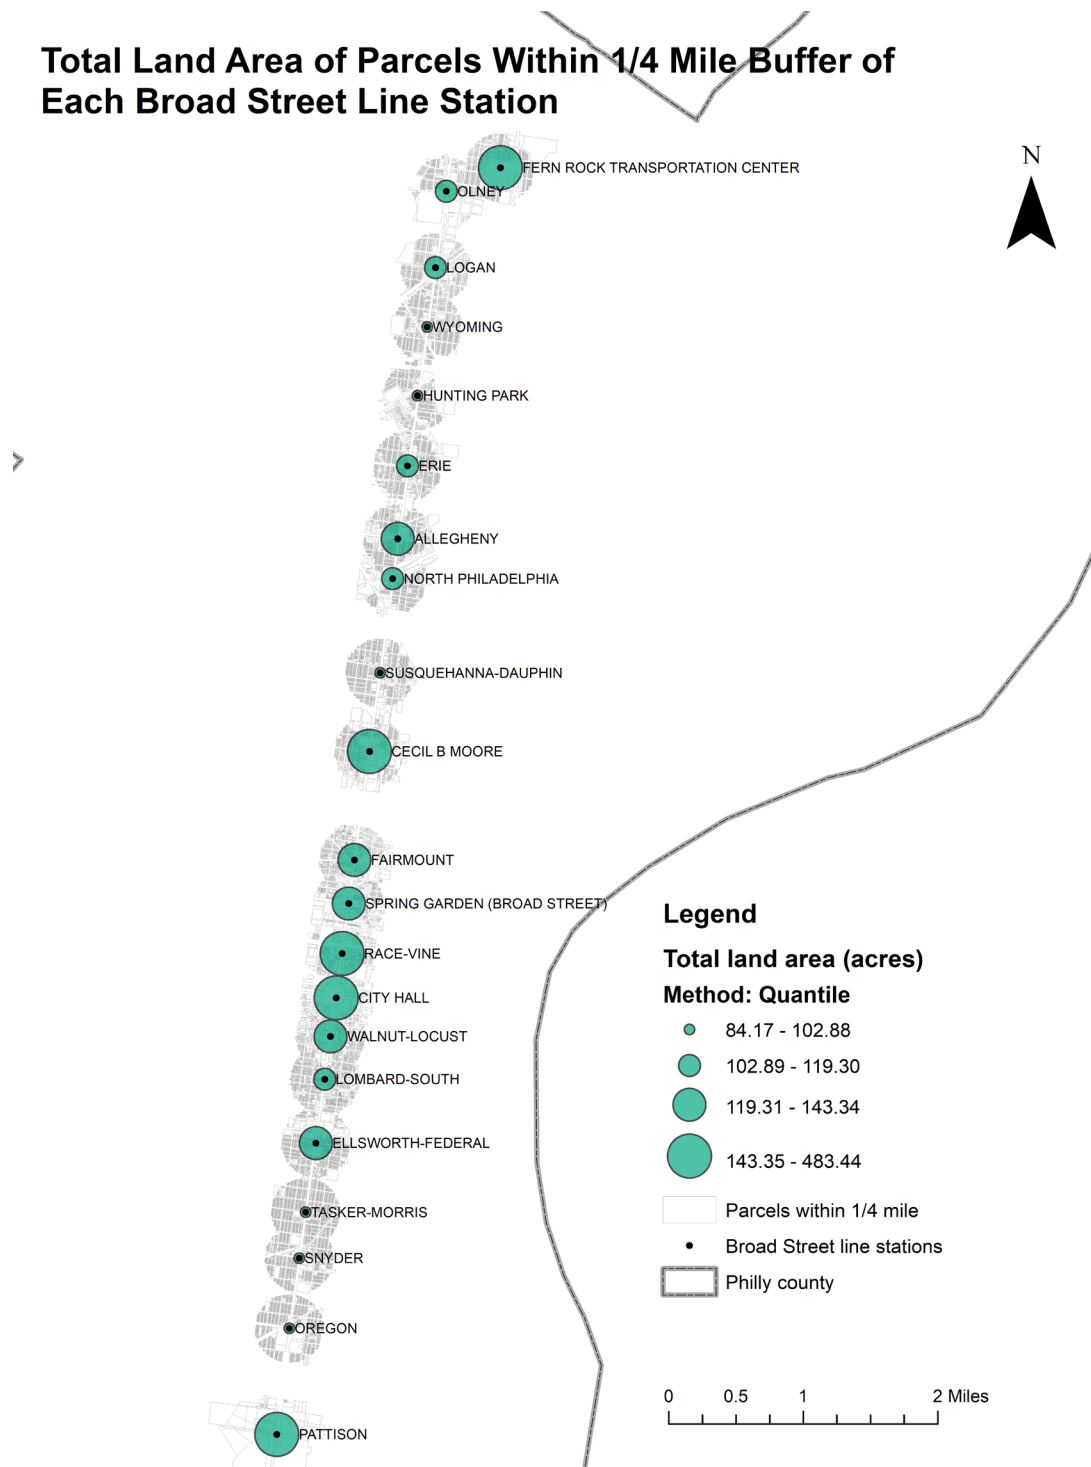 Total Land Area of Parcels Within 1/4 Mile Buffer of
Each Broad Street Line Station
N
FERN ROCK TRANSPORTATION CENTER
OLNEY
LOGAN
WYOMING
HUNTING PARK
ERIE
ALLEGHENY
NORTH PHILADELPHIA
SUSQUEHANNA-DAUPHIN
CECIL B MOORE
FAIRMOUNT
SPRING GARDEN (BROAD STREET)
RACE-VINE
CITY HALL
WALNUT-LOCUST
LOMBARD-SOUTH
ELLSWORTH-FEDERAL
TASKER-MORRIS
SNYDER
OREGON
PATTISON
Legend
Total land area (acres)
Method: Quantile
84.17 - 102.88
102.89 - 119.30
119.31 - 143.34
143.35 - 483.44
Parcels within 1/4 mile
Broad Street line stations
Philly county
0 0.5 1 2 Miles